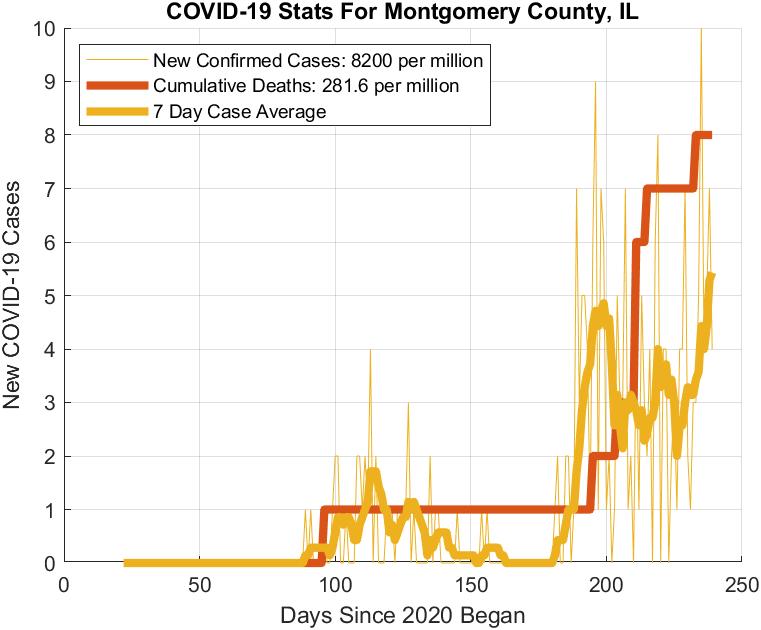 COVID-19 Stats For Montgomery County, IL
New Confirmed Cases: 8200 per million
Cumulative Deaths: 281.6 per million
7 Day Case Average
New COVID-19 Cases
10
9
8
7
6
5
4
3
2
1
0
0 50 100 150 200 250
Days Since 2020 Began